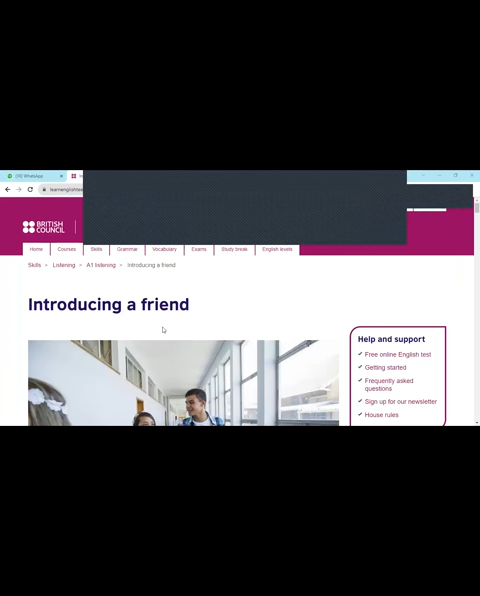 WhatsApp
BRITISH
COUNCIL
Home
Courses
Skills
Grammar
Vocabulary
Exams
Study break
English levels
Skills > Listening > A1 listening > Introducing a friend
Introducing a friend
Help and support
Free online English test
Getting started
Frequently asked
questions
Sign up for our newsletter
House rules